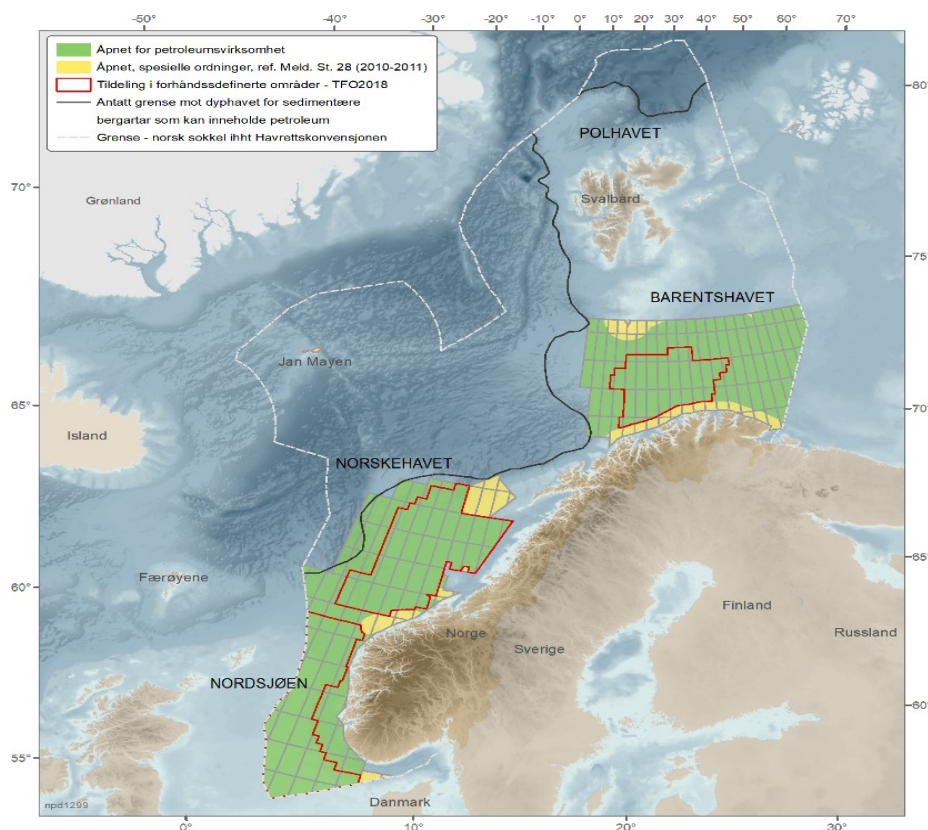 -50° -40° -30° -20° -10° 0° 10° 20° 30° 40° 50° 60° 70°
Åpnet for petroleumsvirksomhet
Åpnet, spesielle ordninger, ref. Meld. St. 28 (2010-2011)
Tildeling i forhåndsdefinerte områder - TFO2018
Antatt grense mot dyphavet for sedimentære
bergartar som kan inneholde petroleum
Grense - norsk sokkel ihht Havrettskonvensjonen
80°
POLHAVET
70°
Grønland
Svalbard
75°
BARENTSHAVET
Jan Mayen
65°
70°
Island
NORSKEHAVET
65°
Færøyene
60°
Finland
Norge
Russland
Sverige
NORDSJØEN
60°
55°
Danmark
npd1299
0° 10° 20° 30°